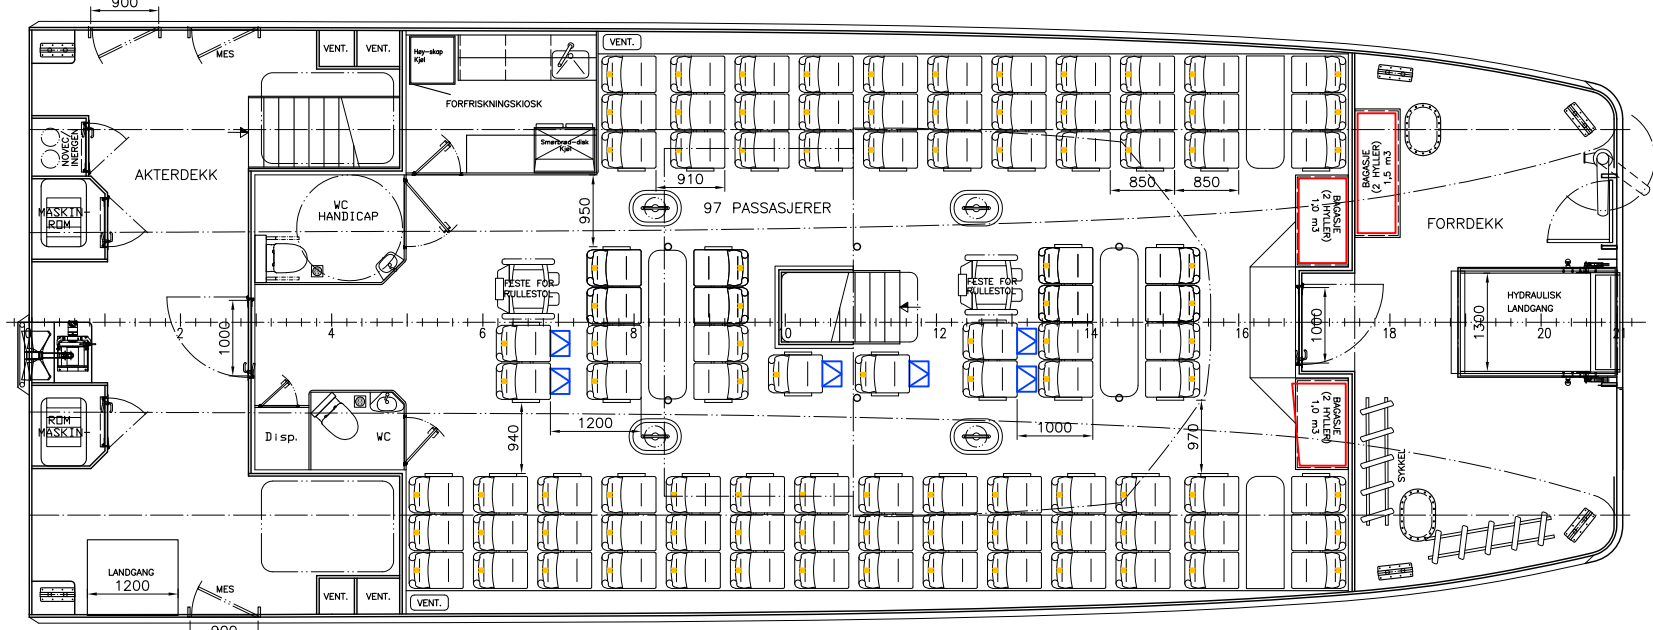 900
MES
VENT.
VENT.
VENT.
Høy-skap
Kjøl
FORFRISKNINGSKIOSK
Smørbrød-disk
Kjøl
NOVEC/
INERGEN
AKTERDEKK
MASKIN-
ROM
WC
HANDICAP
910
950
97 PASSASJERER
850
850
BAGASJE
(2 HYLLER)
1,5 m3
BAGASJE
(2 HYLLER)
1,0 m3
FORRDEKK
FESTE FOR
RULLESTOL
FESTE FOR
RULLESTOL
HYDRAULISK
LANDGANG
1300
1000
1000
2
4
6
8
10
12
14
16
18
20
21
ROM
MASKIN-
Disp.
WC
940
1200
1000
970
BAGASJE
(2 HYLLER)
1,0 m3
SYKKEL
LANDGANG
1200
MES
VENT.
VENT.
VENT.
900